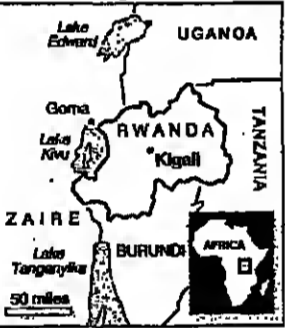 Lake
Edward
UGANOA
Goma
RWANDA
Lake
Kivu
Kigali
TANZANIA
ZAIRE
BURUNDI
AFRICA
Lake
Tanganyika
50 miles